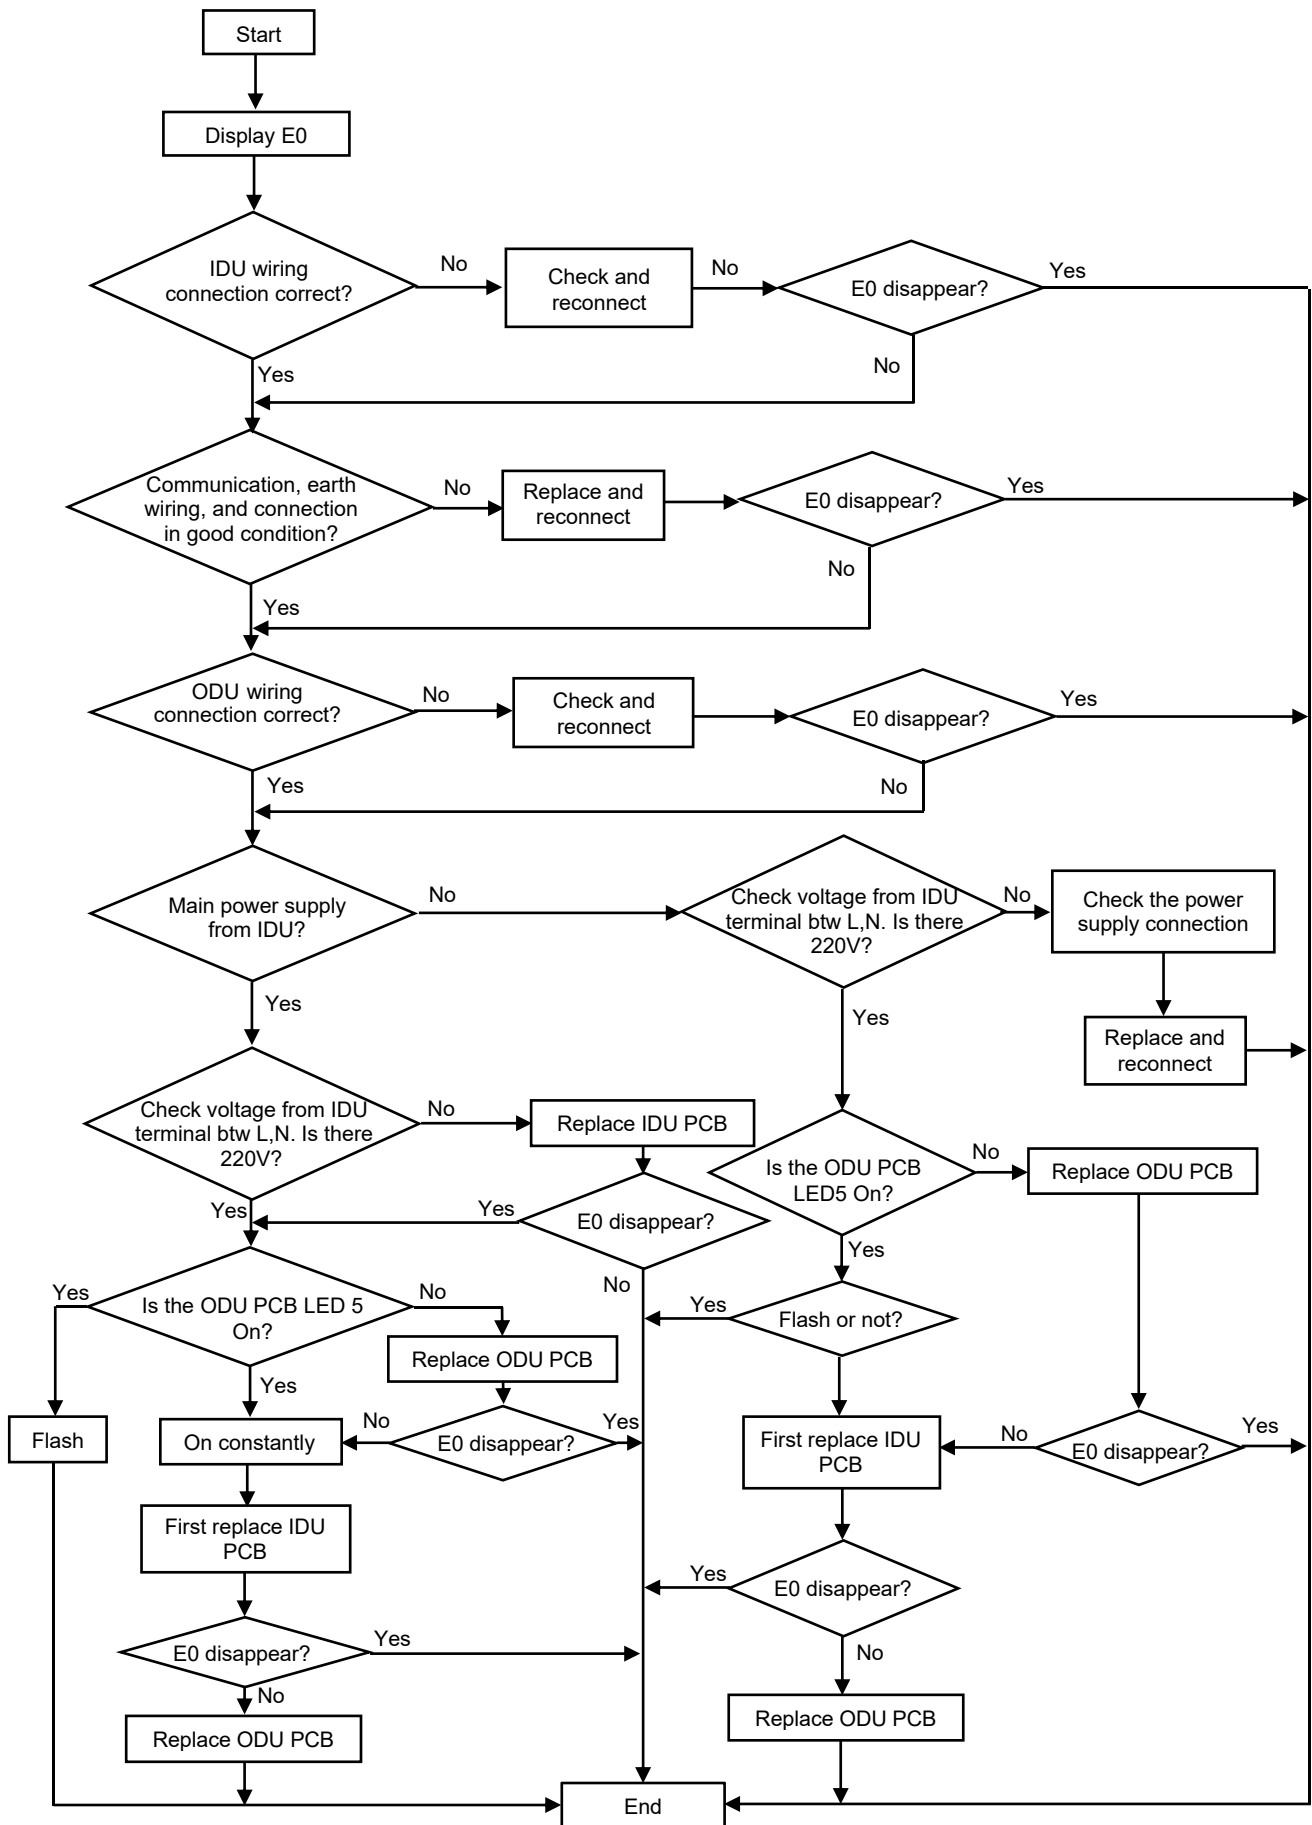 Start
Display E0
IDU wiring
connection correct?
No
Check and
reconnect
No
E0 disappear?
Yes
No
Yes
Communication, earth
wiring, and connection
in good condition?
No
Replace and
reconnect
E0 disappear?
Yes
No
Yes
ODU wiring
connection correct?
No
Check and
reconnect
E0 disappear?
Yes
No
Yes
Main power supply
from IDU?
No
Check voltage from IDU
terminal btw L,N. Is there
220V?
No
Check the power
supply connection
Yes
Yes
Replace and
reconnect
Check voltage from IDU
terminal btw L,N. Is there
220V?
No
Replace IDU PCB
Is the ODU PCB
LED5 On?
No
Replace ODU PCB
Yes
Yes
E0 disappear?
Yes
No
Yes
Is the ODU PCB LED 5
On?
No
Yes
Flash or not?
Replace ODU PCB
Yes
Flash
On constantly
No
E0 disappear?
Yes
First replace IDU
PCB
No
E0 disappear?
Yes
First replace IDU
PCB
Yes
E0 disappear?
E0 disappear?
Yes
No
No
Replace ODU PCB
Replace ODU PCB
End